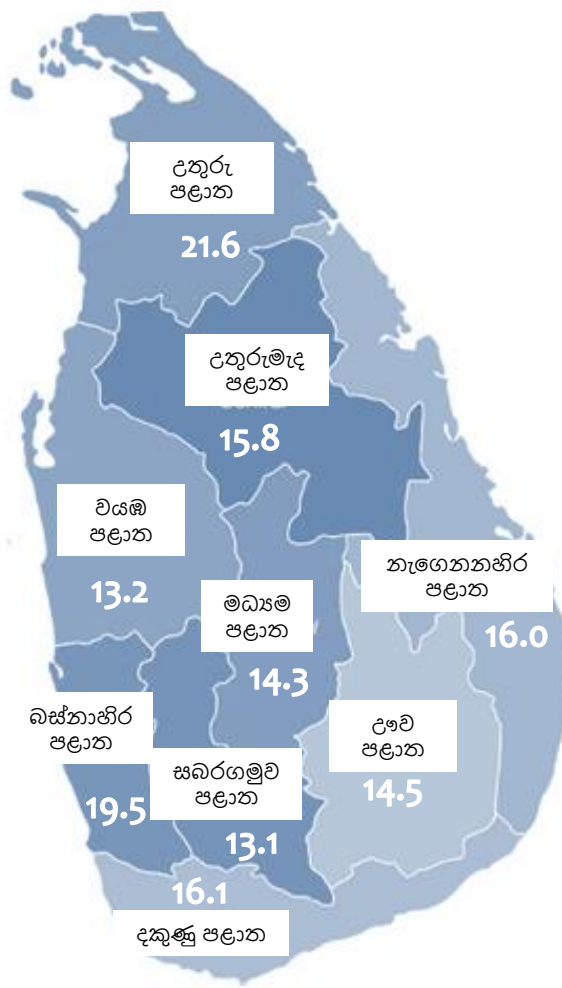 උතුරු
පළාත
21.6
උතුරුමැද
පළාත
15.8
වයඹ
පළාත
13.2
මධ්‍යම
පළාත
14.3
නැගෙනනහිර
පළාත
16.0
බස්නාහිර
පළාත
19.5
සබරගමුව
පළාත
13.1
ඌව
පළාත
14.5
16.1
දකුණු පළාත